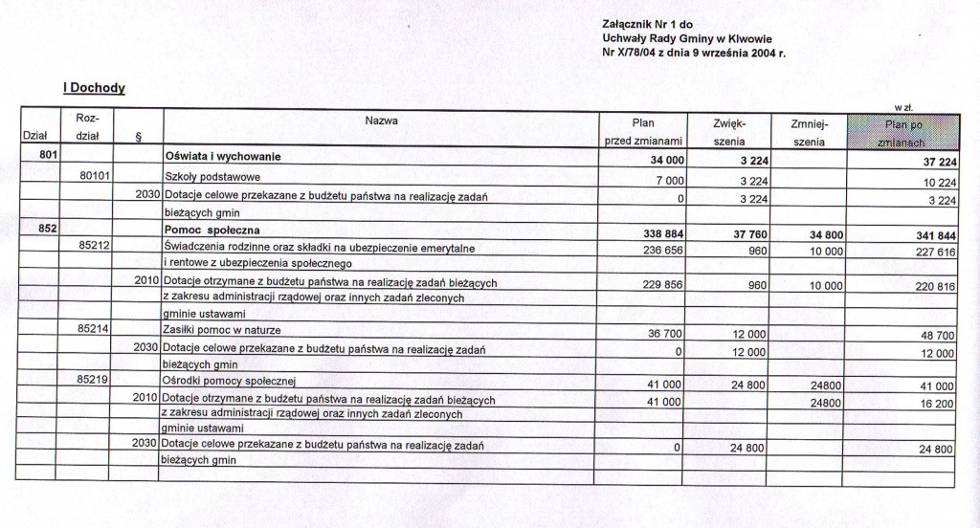 Załącznik Nr 1 do
Uchwały Rady Gminy w Klwowie
Nr X/78/04 z dnia 9 września 2004 r.
I Dochody
w zł.
Dział Roz-dział § Nazwa Plan przed zmianami Zwięk-szenia Zmniej-szenia Plan po zmianach
801 Oświata i wychowanie 34 000 3 224 37 224
80101 Szkoły podstawowe 7 000 3 224 10 224
2030 Dotacje celowe przekazane z budżetu państwa na realizację zadań 0 3 224 3 224
bieżących gmin
852 Pomoc społeczna 338 884 37 760 34 800 341 844
85212 Świadczenia rodzinne oraz składki na ubezpieczenie emerytalne 236 656 960 10 000 227 616
i rentowe z ubezpieczenia społecznego
2010 Dotacje otrzymane z budżetu państwa na realizację zadań bieżących 229 856 960 10 000 220 816
z zakresu administracji rządowej oraz innych zadań zleconych
gminie ustawami
85214 Zasiłki pomoc w naturze 36 700 12 000 48 700
2030 Dotacje celowe przekazane z budżetu państwa na realizację zadań 0 12 000 12 000
bieżących gmin
85219 Ośrodki pomocy społecznej 41 000 24 800 24800 41 000
2010 Dotacje otrzymane z budżetu państwa na realizację zadań bieżących 41 000 24800 16 200
z zakresu administracji rządowej oraz innych zadań zleconych
gminie ustawami
2030 Dotacje celowe przekazane z budżetu państwa na realizację zadań 0 24 800 24 800
bieżących gmin